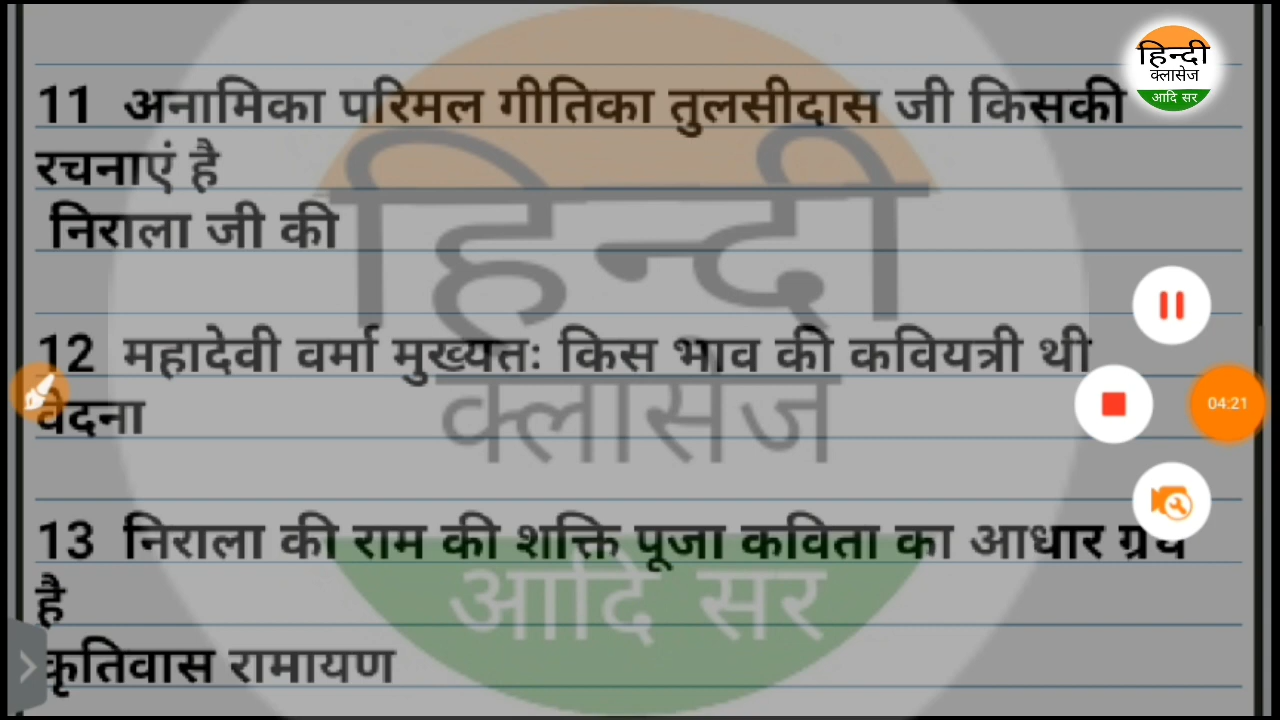 हिन्दी
क्लासेज
आदि सर
11 अनामिका परिमल गीतिका तुलसीदास जी किसकी
रचनाएं है
निराला जी की
12 महादेवी वर्मा मुख्यतः किस भाव की कवियत्री थी
वेदना
13 निराला की राम की शक्ति पूजा कविता का आधार ग्रंथ
है
कृतिवास रामायण
हिन्दी
क्लासेज
आदि सर
04:21